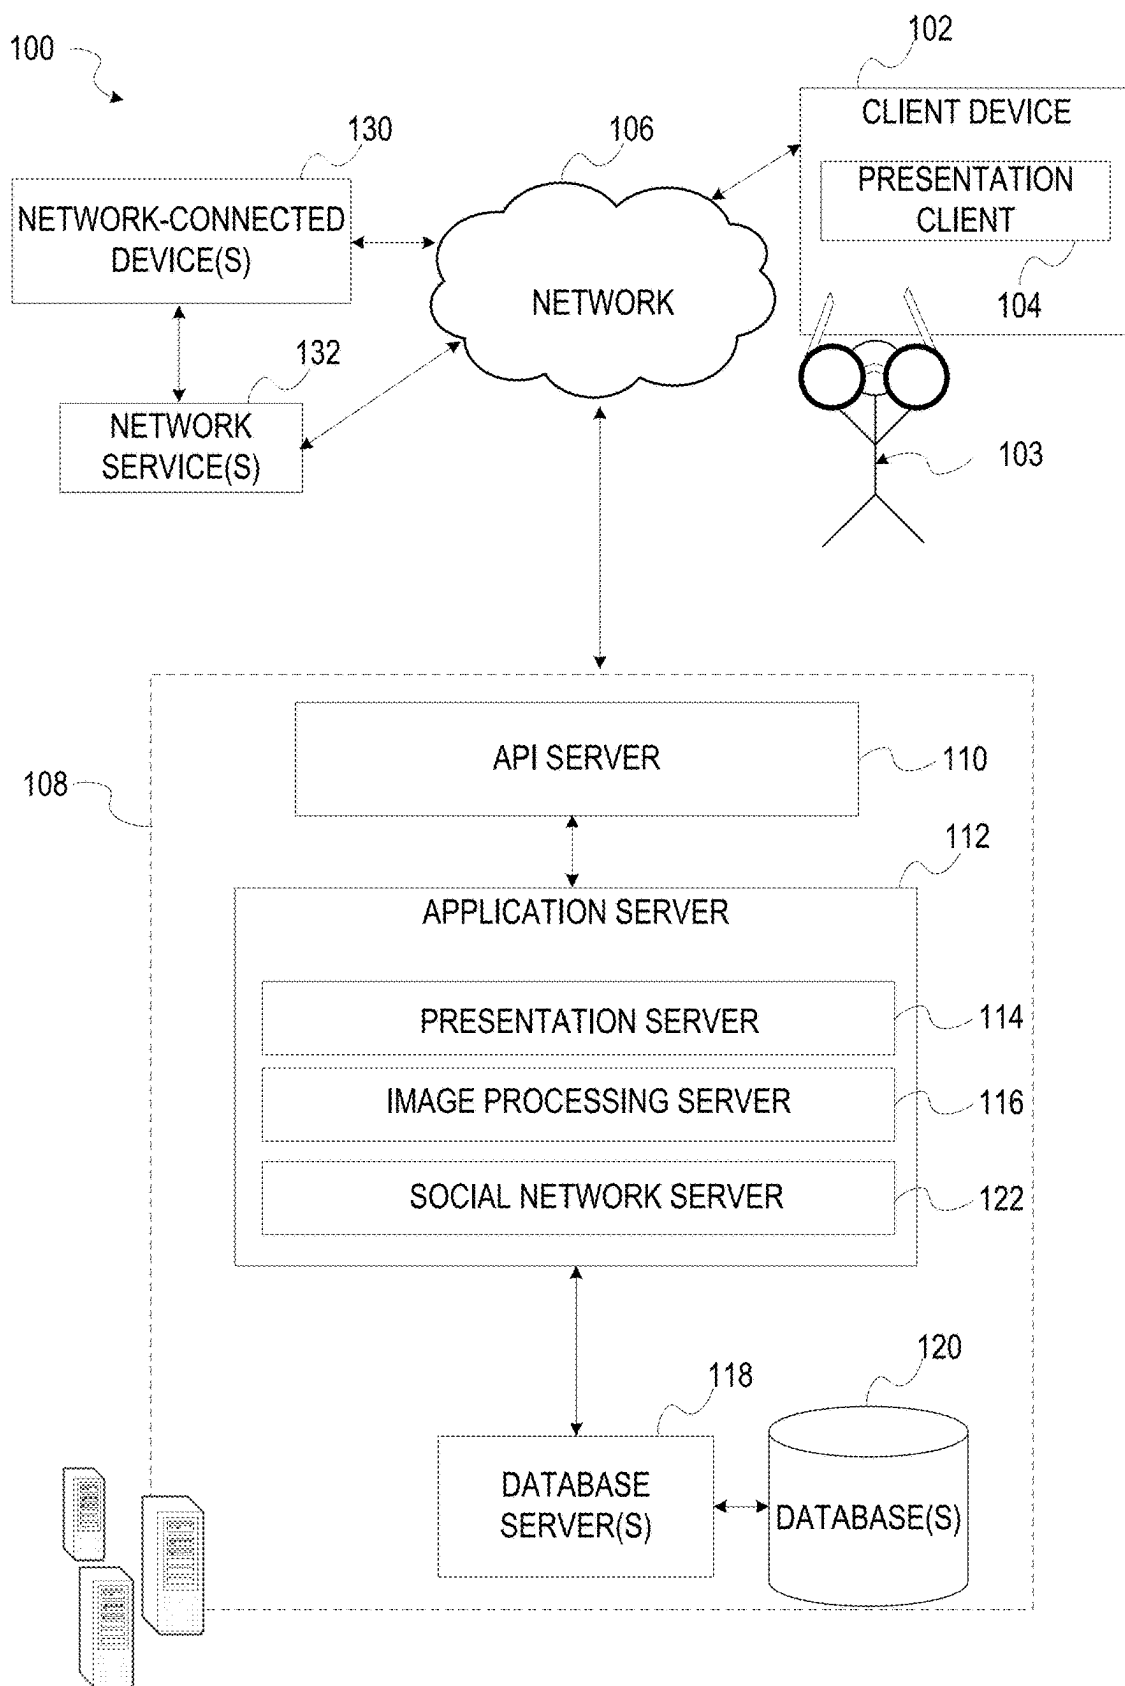 100
102
CLIENT DEVICE
PRESENTATION
CLIENT
104
130
NETWORK-CONNECTED
DEVICE(S)
106
NETWORK
132
NETWORK
SERVICE(S)
103
108
API SERVER
110
112
APPLICATION SERVER
PRESENTATION SERVER
114
IMAGE PROCESSING SERVER
116
SOCIAL NETWORK SERVER
122
118
DATABASE
SERVER(S)
120
DATABASE(S)